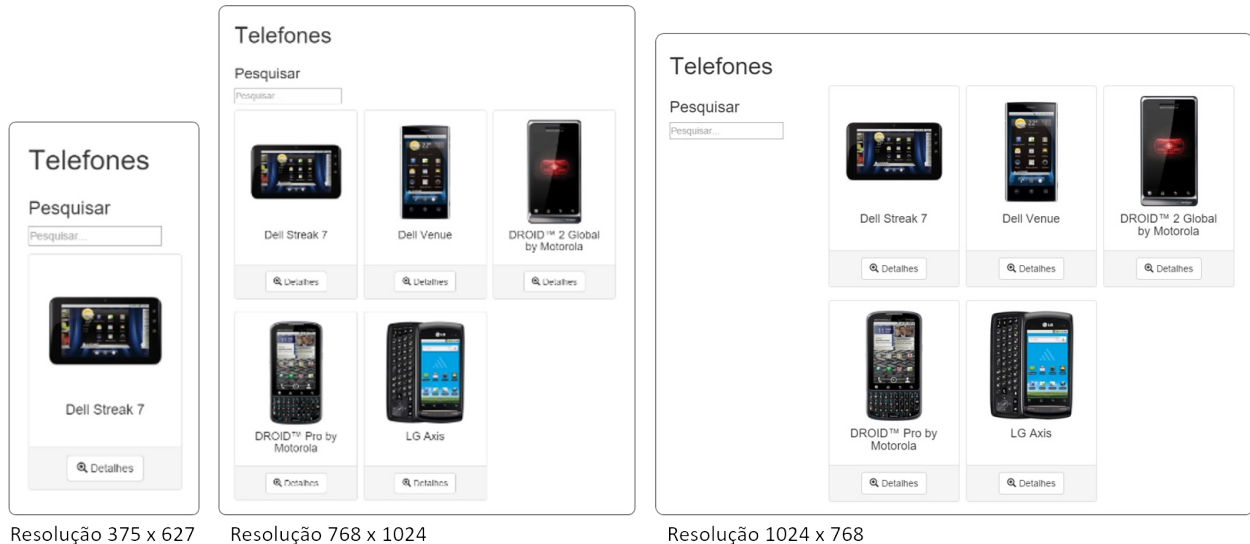 Telefones
Pesquisar
Pesquisar...
Dell Streak 7
Detalhes
Resolução 375 x 627
Telefones
Pesquisar
Pesquisar
Dell Streak 7
Dell Venue
DROID™ 2 Global
by Motorola
Detalhes
Detalhes
Detalhes
DROID™ Pro by
Motorola
LG Axis
Detalhes
Detalhes
Resolução 768 x 1024
Telefones
Pesquisar
Pesquisar...
Dell Streak 7
Dell Venue
DROID™ 2 Global
by Motorola
Detalhes
Detalhes
Detalhes
DROID™ Pro by
Motorola
LG Axis
Detalhes
Detalhes
Resolução 1024 x 768